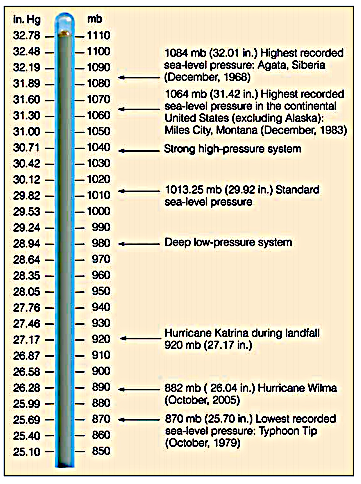 in. Hg mb
32.78 1110
32.48 1100
32.19 1090
31.89 1080
31.60 1070
31.30 1060
31.00 1050
30.71 1040
30.42 1030
30.12 1020
29.82 1010
29.53 1000
29.24 990
28.94 980
28.64 970
28.35 960
28.05 950
27.76 940
27.46 930
27.17 920
26.87 910
26.58 900
26.28 890
25.99 880
25.69 870
25.40 860
25.10 850
1084 mb (32.01 in.) Highest recorded
sea-level pressure: Agata, Siberia
(December, 1968)
1064 mb (31.42 in.) Highest recorded
sea-level pressure in the continental
United States (excluding Alaska):
Miles City, Montana (December, 1983)
Strong high-pressure system
1013.25 mb (29.92 in.) Standard
sea-level pressure
Deep low-pressure system
Hurricane Katrina during landfall
920 mb (27.17 in.)
882 mb ( 26.04 in.) Hurricane Wilma
(October, 2005)
870 mb (25.70 in.) Lowest recorded
sea-level pressure: Typhoon Tip
(October, 1979)